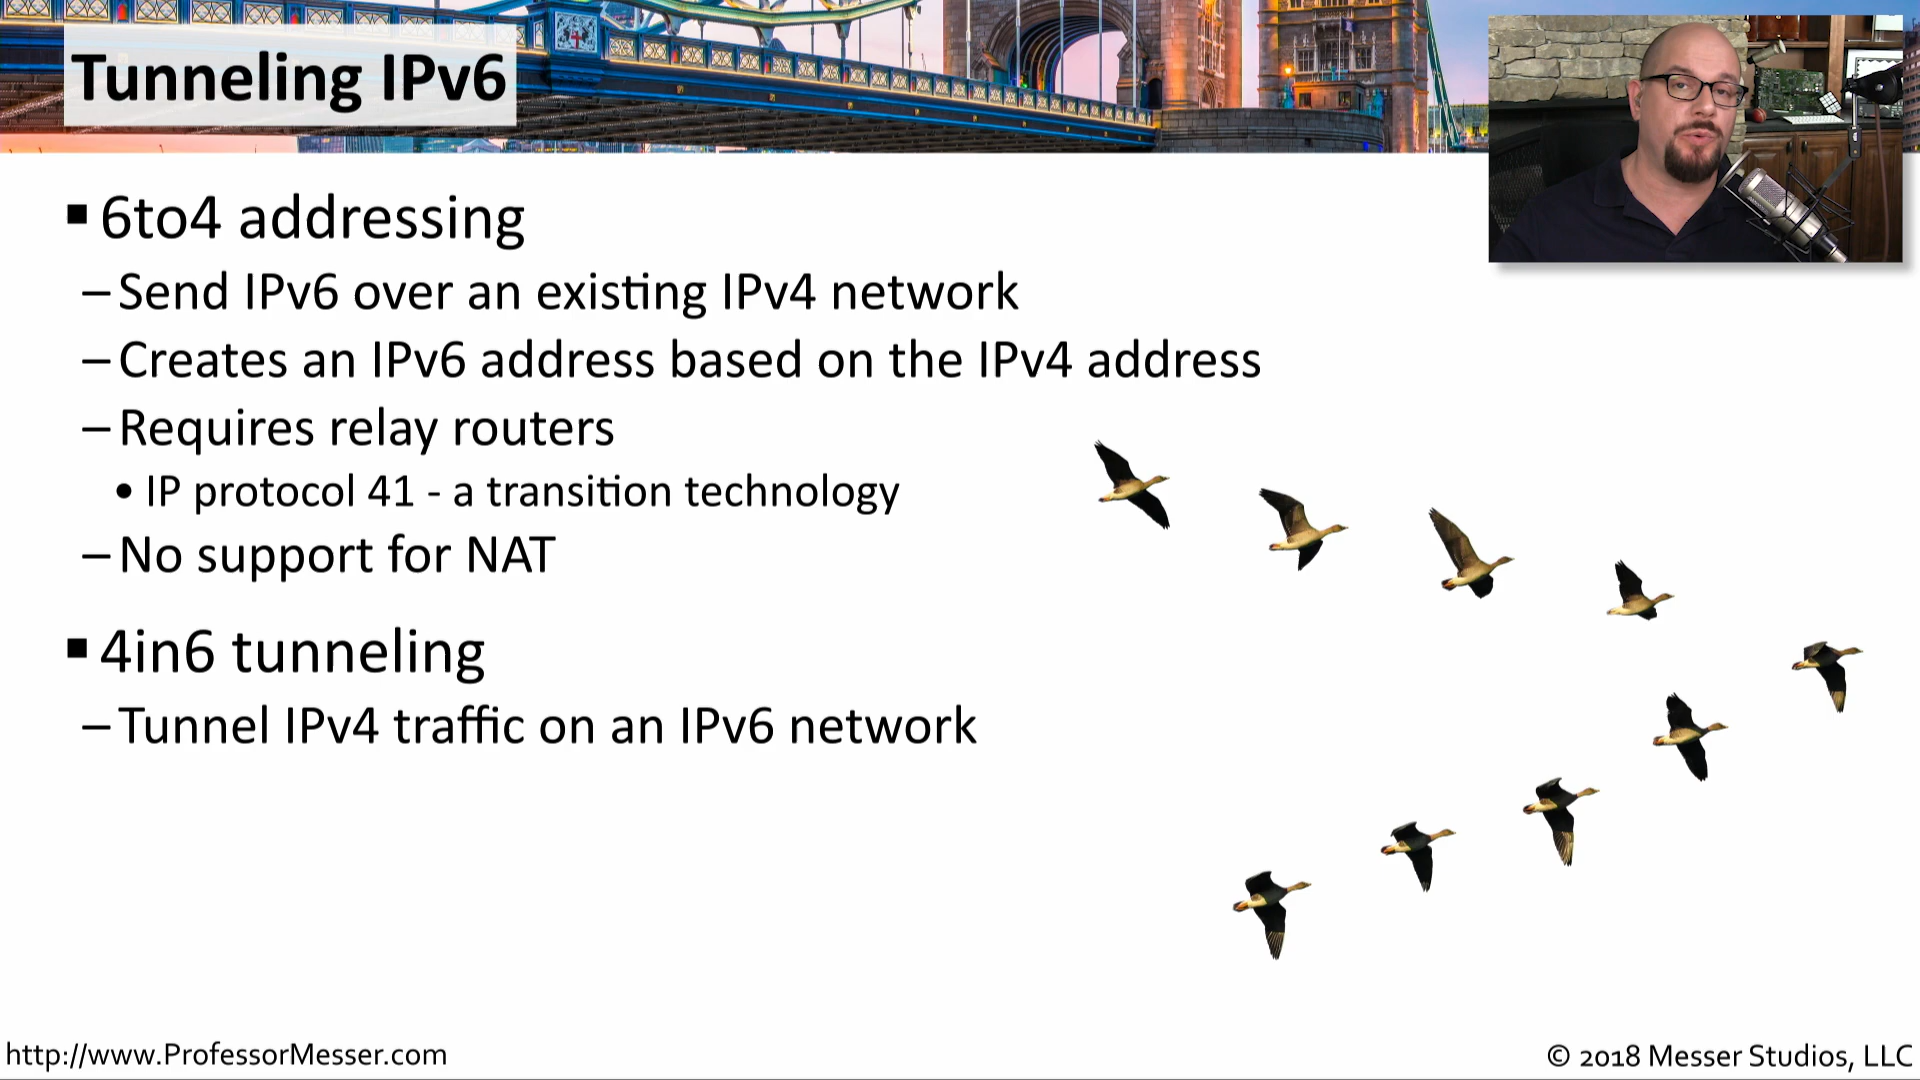 Tunneling IPv6
▪ 6to4 addressing
– Send IPv6 over an existing IPv4 network
– Creates an IPv6 address based on the IPv4 address
– Requires relay routers
• IP protocol 41 - a transition technology
– No support for NAT
▪ 4in6 tunneling
– Tunnel IPv4 traffic on an IPv6 network
http://www.ProfessorMesser.com
© 2018 Messer Studios, LLC